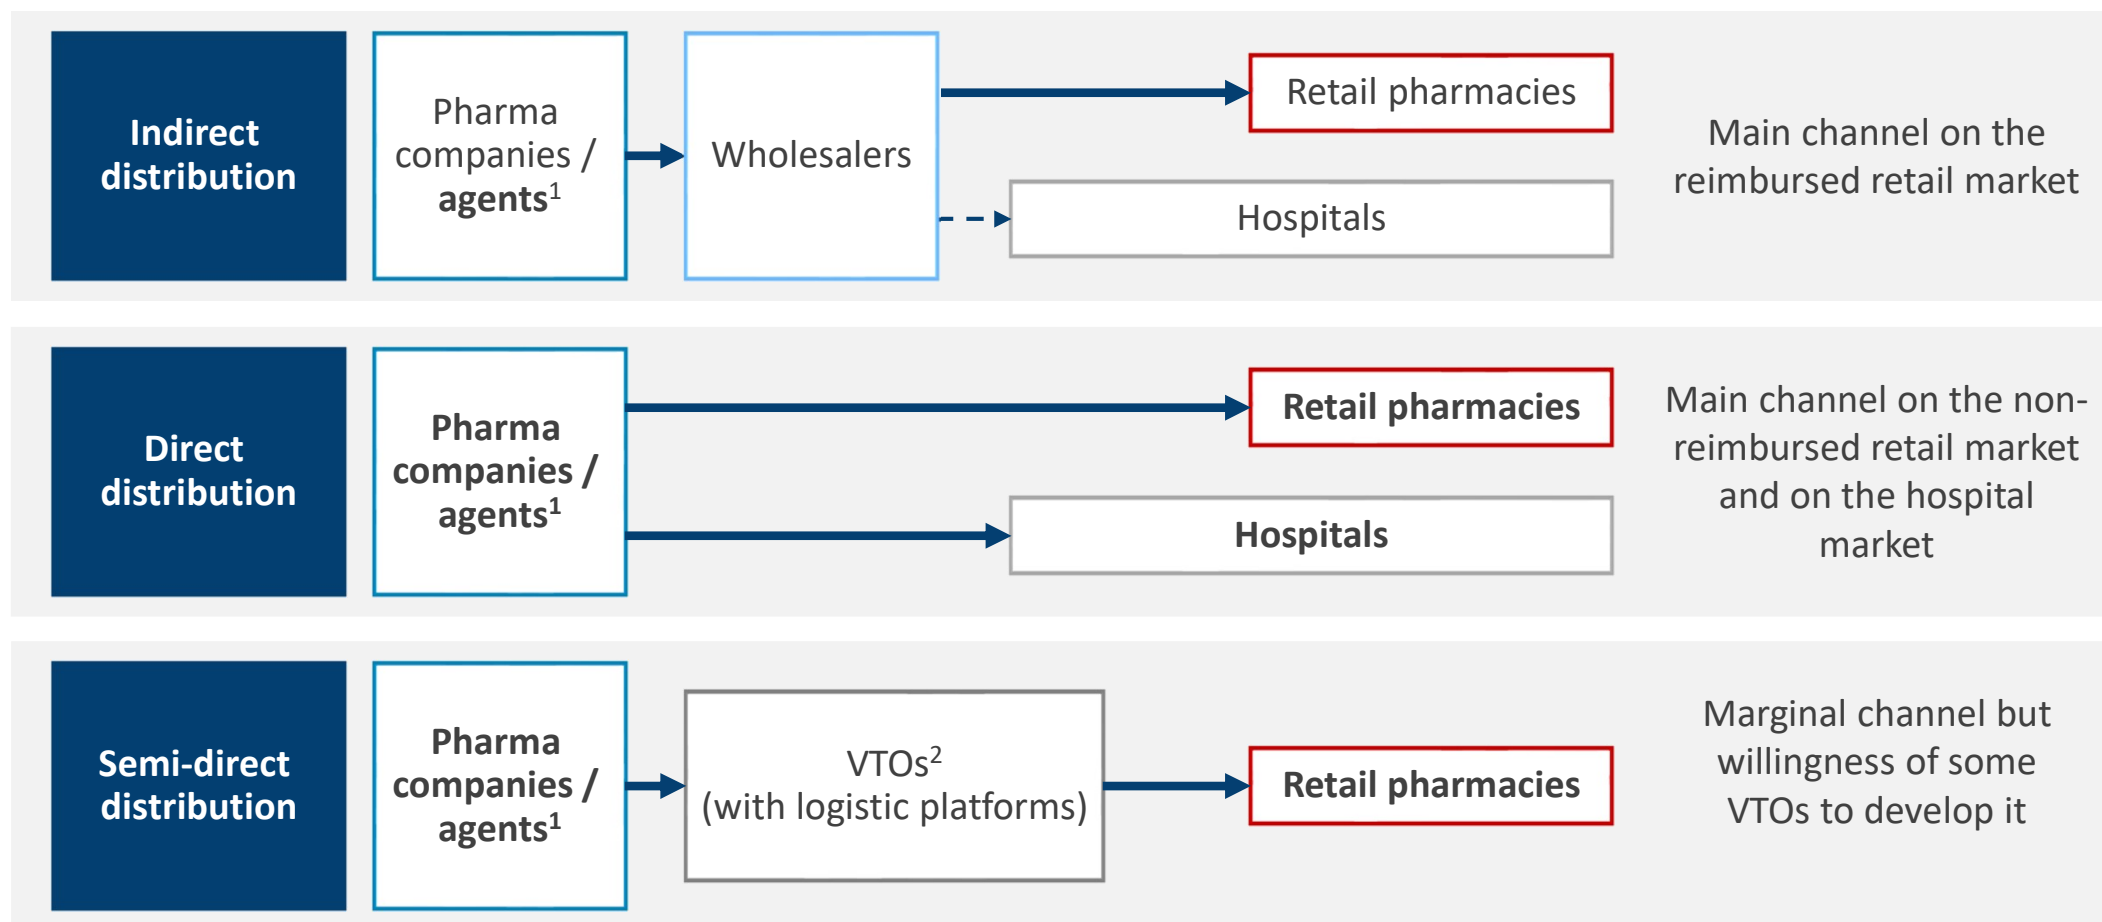 Indirect
distribution
Pharma
companies /
agents¹
Wholesalers
Retail pharmacies
Hospitals
Main channel on the
reimbursed retail market
Direct
distribution
Pharma
companies /
agents¹
Retail pharmacies
Hospitals
Main channel on the non-
reimbursed retail market
and on the hospital
market
Semi-direct
distribution
Pharma
companies /
agents¹
VTOs²
(with logistic platforms)
Retail pharmacies
Marginal channel but
willingness of some
VTOs to develop it